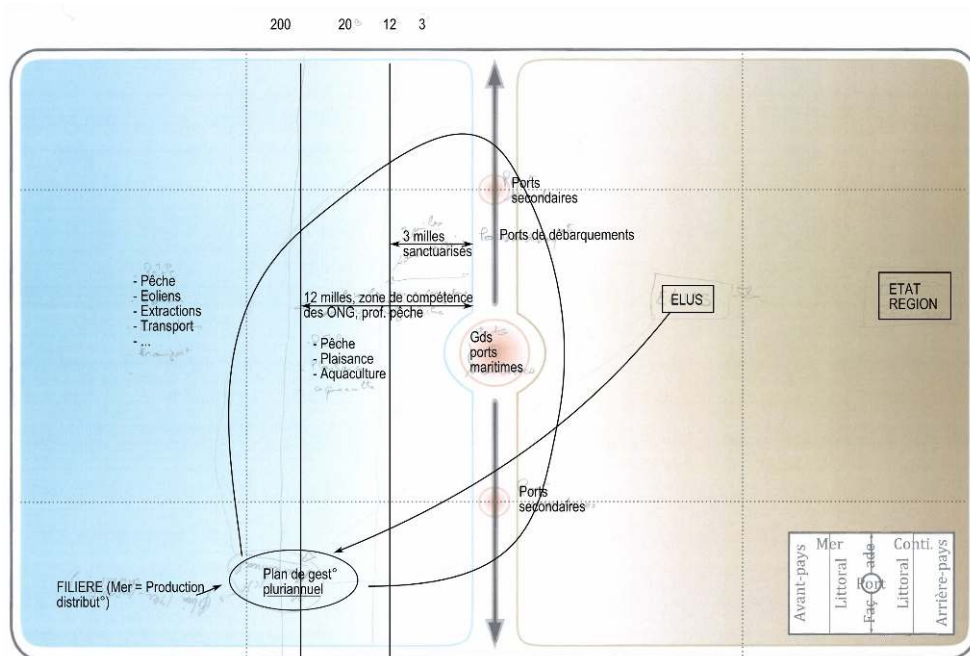 200 20 12 3
Ports
secondaires
3 milles
sanctuarisés
Ports de débarquements
- Pêche
- Eoliens
- Extractions
- Transport
- ...
12 milles, zone de compétence
des ONG, prof. pêche
- Pêche
- Plaisance
- Aquaculture
Gds
ports
maritimes
ELUS
ETAT
REGION
Ports
secondaires
FILIERE (Mer = Production
distribut°)
Plan de gest°
pluriannuel
Mer Conti.
Avant-pays
Littoral
Façade
Port
Littoral
Arrière-pays